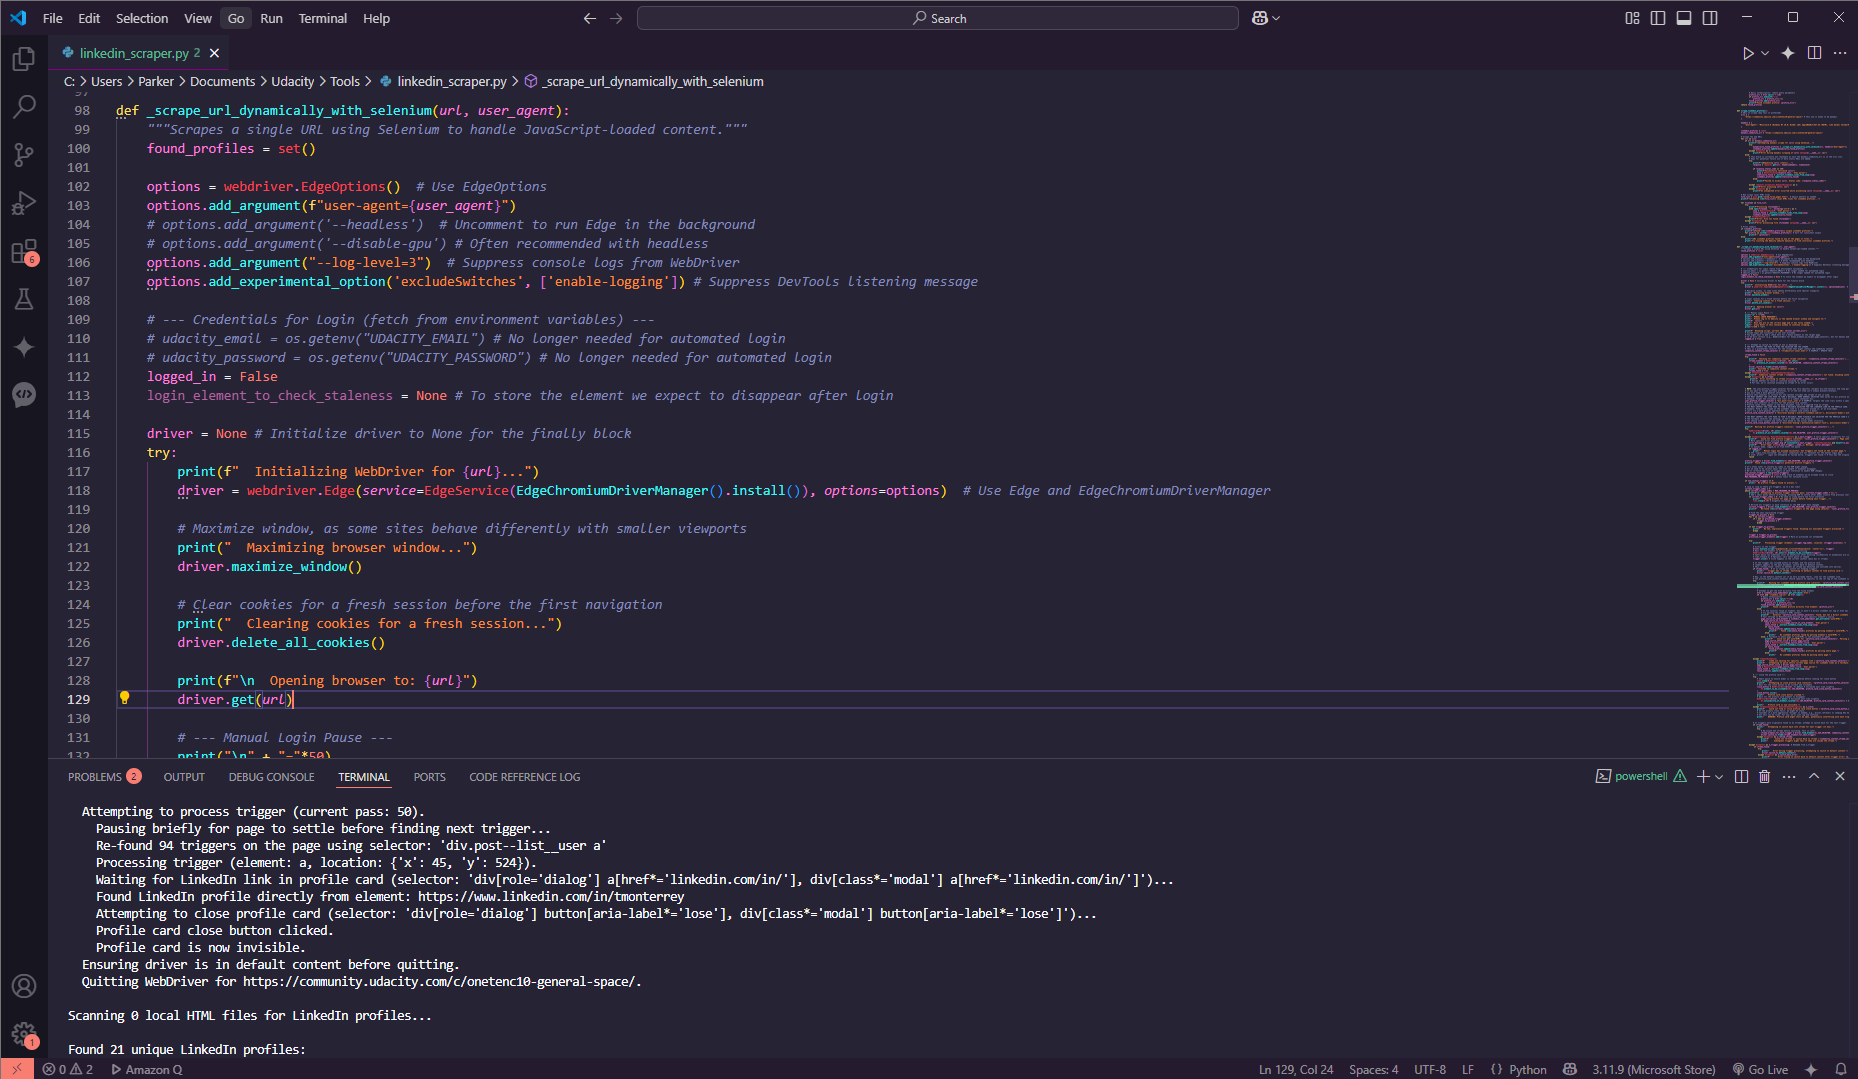 File Edit Selection View Go Run Terminal Help
Search
linkedin_scraper.py 2
C: > Users > Parker > Documents > Udacity > Tools > linkedin_scraper.py > _scrape_url_dynamically_with_selenium
98 def _scrape_url_dynamically_with_selenium(url, user_agent):
99 """Scrapes a single URL using Selenium to handle JavaScript-loaded content."""
100 found_profiles = set()
101
102 options = webdriver.EdgeOptions()  # Use EdgeOptions
103 options.add_argument(f"user-agent={user_agent}")
104 # options.add_argument('--headless')  # Uncomment to run Edge in the background
105 # options.add_argument('--disable-gpu') # Often recommended with headless
106 options.add_argument("--log-level=3")  # Suppress console logs from WebDriver
107 options.add_experimental_option('excludeSwitches', ['enable-logging']) # Suppress DevTools listening message
108
109 # --- Credentials for Login (fetch from environment variables) ---
110 # udacity_email = os.getenv("UDACITY_EMAIL") # No longer needed for automated login
111 # udacity_password = os.getenv("UDACITY_PASSWORD") # No longer needed for automated login
112 logged_in = False
113 login_element_to_check_staleness = None # To store the element we expect to disappear after login
114
115 driver = None # Initialize driver to None for the finally block
116 try:
117 print(f"  Initializing WebDriver for {url}...")
118 driver = webdriver.Edge(service=EdgeService(EdgeChromiumDriverManager().install()), options=options)  # Use Edge and EdgeChromiumDriverManager
119
120 # Maximize window, as some sites behave differently with smaller viewports
121 print("  Maximizing browser window...")
122 driver.maximize_window()
123
124 # Clear cookies for a fresh session before the first navigation
125 print("  Clearing cookies for a fresh session...")
126 driver.delete_all_cookies()
127
128 print(f"\n  Opening browser to: {url}")
129 driver.get(url)
130
131 # --- Manual Login Pause ---
132 print("\n" + "="*50)
PROBLEMS 2 OUTPUT DEBUG CONSOLE TERMINAL PORTS CODE REFERENCE LOG powershell
Attempting to process trigger (current pass: 50).
Pausing briefly for page to settle before finding next trigger...
Re-found 94 triggers on the page using selector: 'div.post--list__user a'
Processing trigger (element: a, location: {'x': 45, 'y': 524}).
Waiting for LinkedIn link in profile card (selector: 'div[role='dialog'] a[href*='linkedin.com/in/'], div[class*='modal'] a[href*='linkedin.com/in/']')...
Found LinkedIn profile directly from element: https://www.linkedin.com/in/tmonterrey
Attempting to close profile card (selector: 'div[role='dialog'] button[aria-label*='lose'], div[class*='modal'] button[aria-label*='lose']')...
Profile card close button clicked.
Profile card is now invisible.
Ensuring driver is in default content before quitting.
Quitting WebDriver for https://community.udacity.com/c/onetenc10-general-space/.
Scanning 0 local HTML files for LinkedIn profiles...
Found 21 unique LinkedIn profiles:
6
1
0 2 Amazon Q Ln 129, Col 24 Spaces: 4 UTF-8 LF {} Python 3.11.9 (Microsoft Store) Go Live